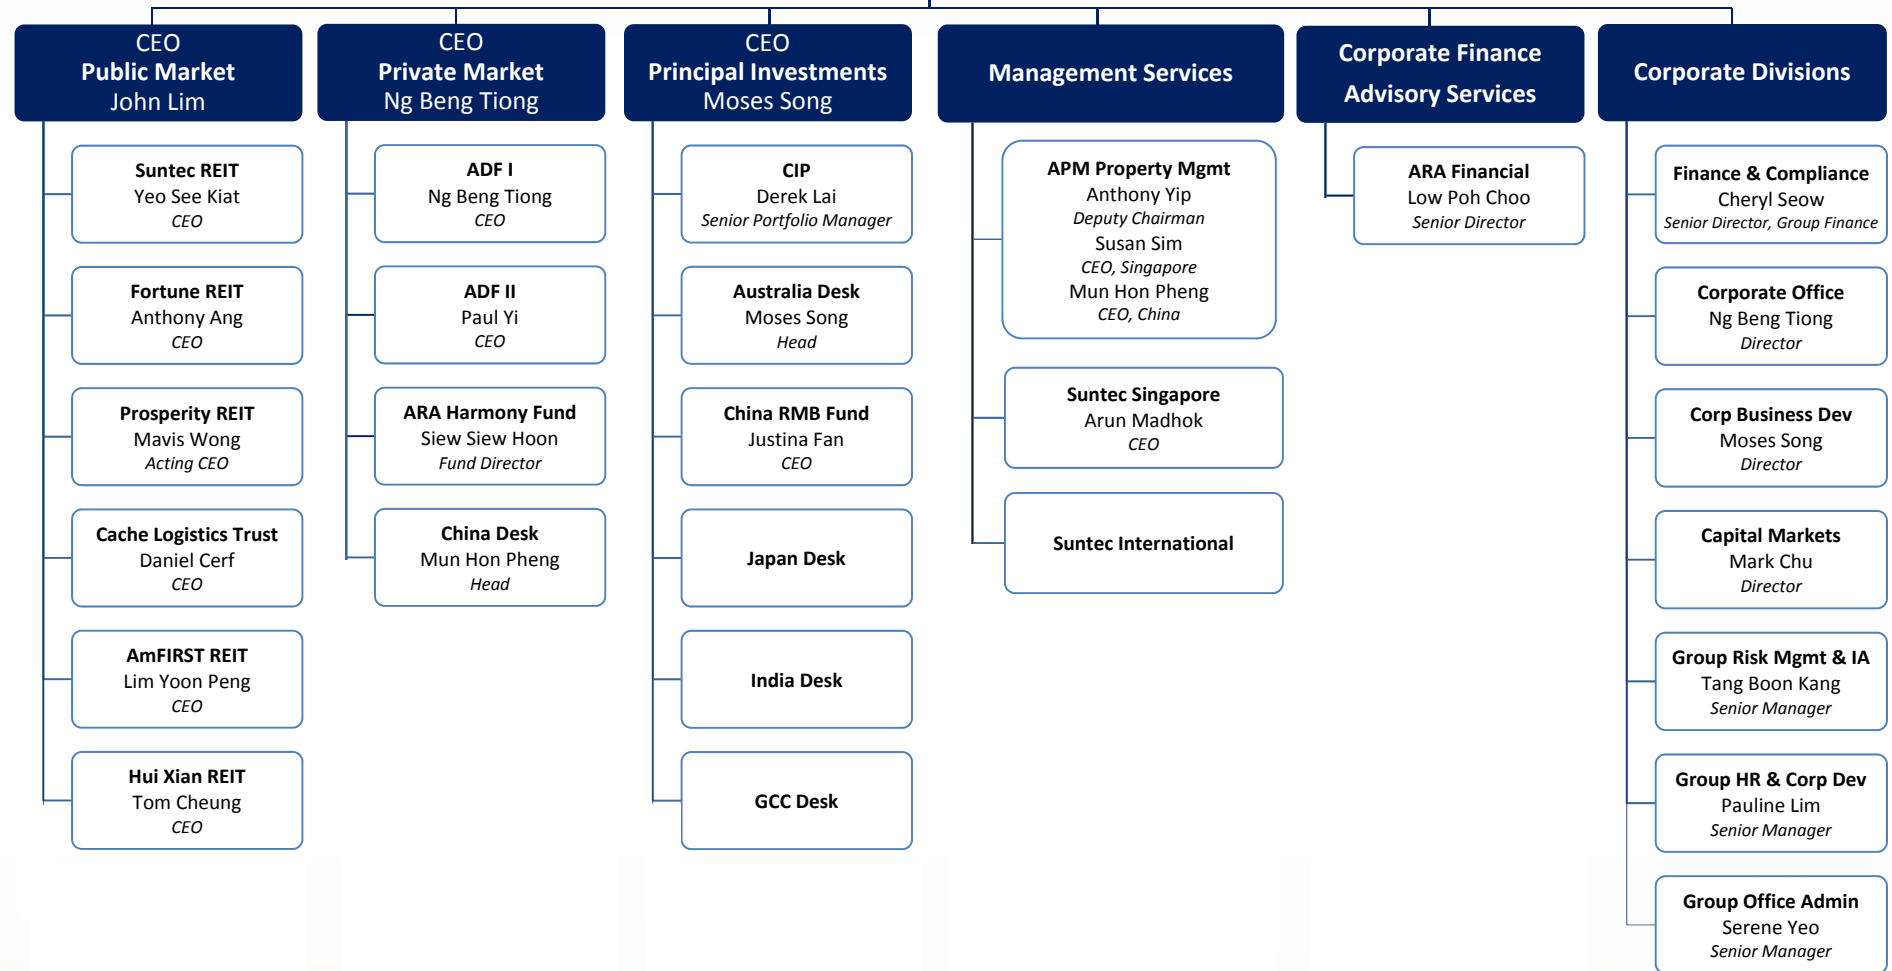 CEO
Public Market
John Lim
Suntec REIT
Yeo See Kiat
CEO
Fortune REIT
Anthony Ang
CEO
Prosperity REIT
Mavis Wong
Acting CEO
Cache Logistics Trust
Daniel Cerf
CEO
AmFIRST REIT
Lim Yoon Peng
CEO
Hui Xian REIT
Tom Cheung
CEO
CEO
Private Market
Ng Beng Tiong
ADF I
Ng Beng Tiong
CEO
ADF II
Paul Yi
CEO
ARA Harmony Fund
Siew Siew Hoon
Fund Director
China Desk
Mun Hon Pheng
Head
CEO
Principal Investments
Moses Song
CIP
Derek Lai
Senior Portfolio Manager
Australia Desk
Moses Song
Head
China RMB Fund
Justina Fan
CEO
Japan Desk
India Desk
GCC Desk
Management Services
APM Property Mgmt
Anthony Yip
Deputy Chairman
Susan Sim
CEO, Singapore
Mun Hon Pheng
CEO, China
Suntec Singapore
Arun Madhok
CEO
Suntec International
Corporate Finance
Advisory Services
ARA Financial
Low Poh Choo
Senior Director
Corporate Divisions
Finance & Compliance
Cheryl Seow
Senior Director, Group Finance
Corporate Office
Ng Beng Tiong
Director
Corp Business Dev
Moses Song
Director
Capital Markets
Mark Chu
Director
Group Risk Mgmt & IA
Tang Boon Kang
Senior Manager
Group HR & Corp Dev
Pauline Lim
Senior Manager
Group Office Admin
Serene Yeo
Senior Manager